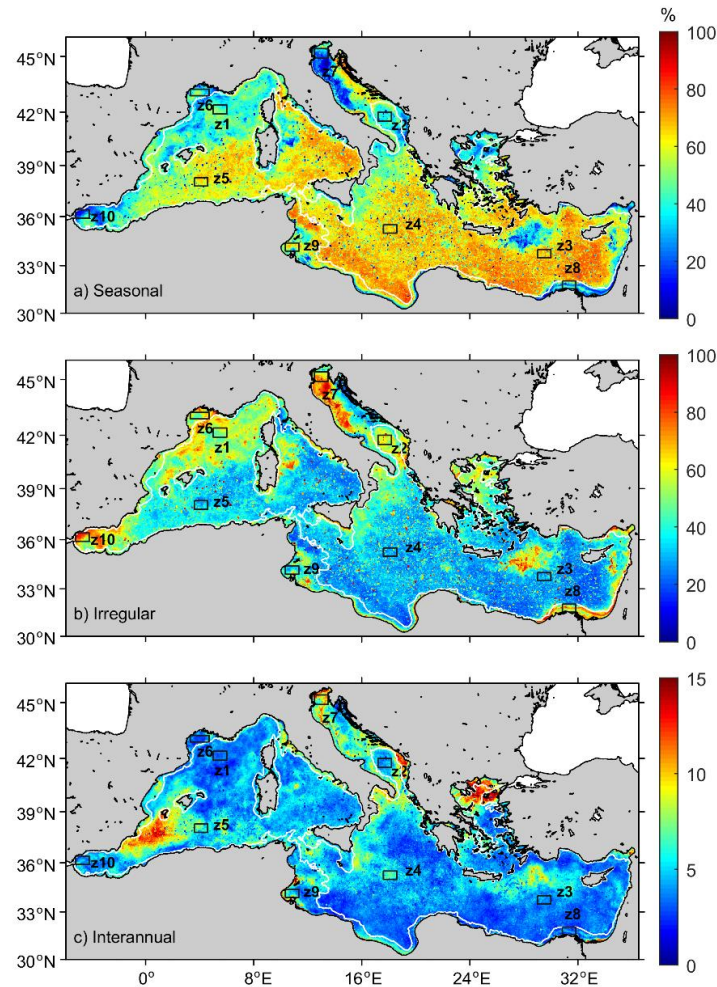 %
45°N
42°N
39°N
36°N
33°N
30°N
z7
z6
z1
z2
z5
z10
z4
z9
z3
z8
a) Seasonal
100
80
60
40
20
0
45°N
42°N
39°N
36°N
33°N
30°N
z7
z6
z1
z2
z5
z10
z4
z9
z3
z8
b) Irregular
100
80
60
40
20
0
45°N
42°N
39°N
36°N
33°N
30°N
z7
z6
z1
z2
z5
z10
z4
z9
z3
z8
c) Interannual
15
10
5
0
0° 8°E 16°E 24°E 32°E